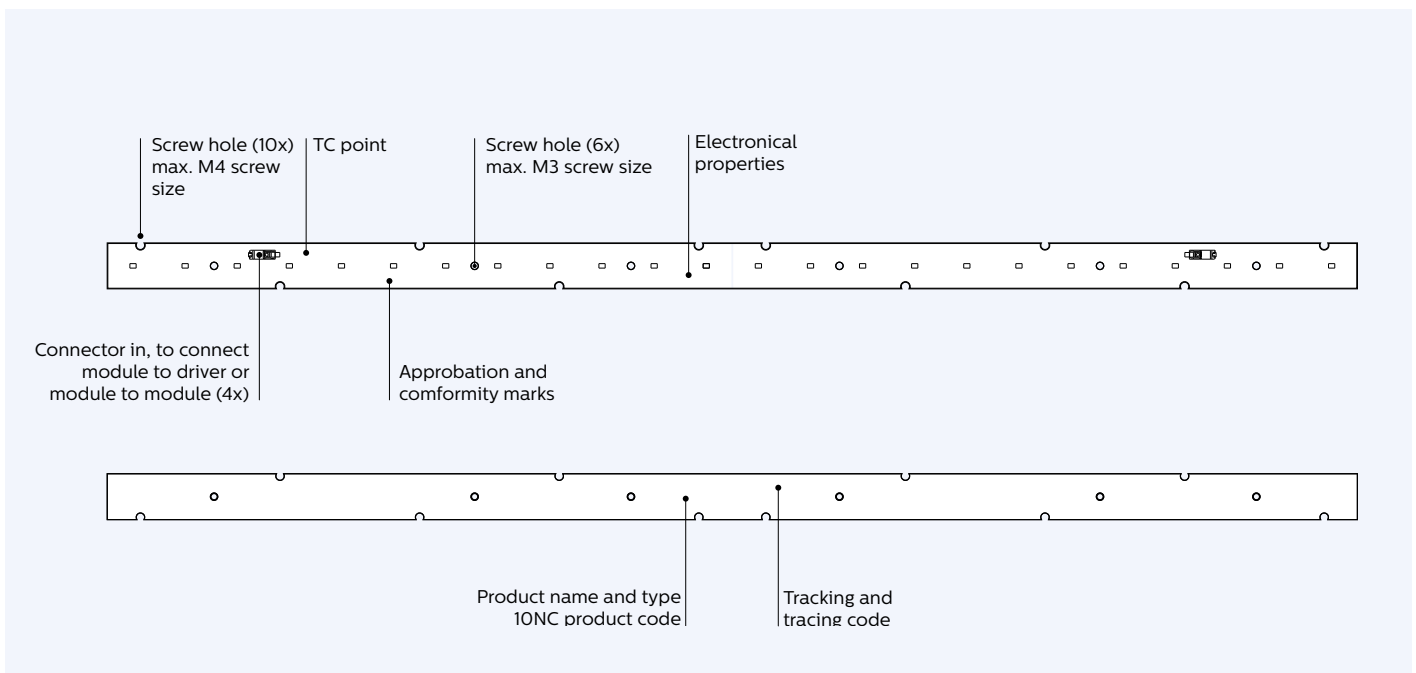 Screw hole (10x)
max. M4 screw
size
TC point
Screw hole (6x)
max. M3 screw size
Electronical
properties
Connector in, to connect
module to driver or
module to module (4x)
Approbation and
comformity marks
Product name and type
10NC product code
Tracking and
tracing code